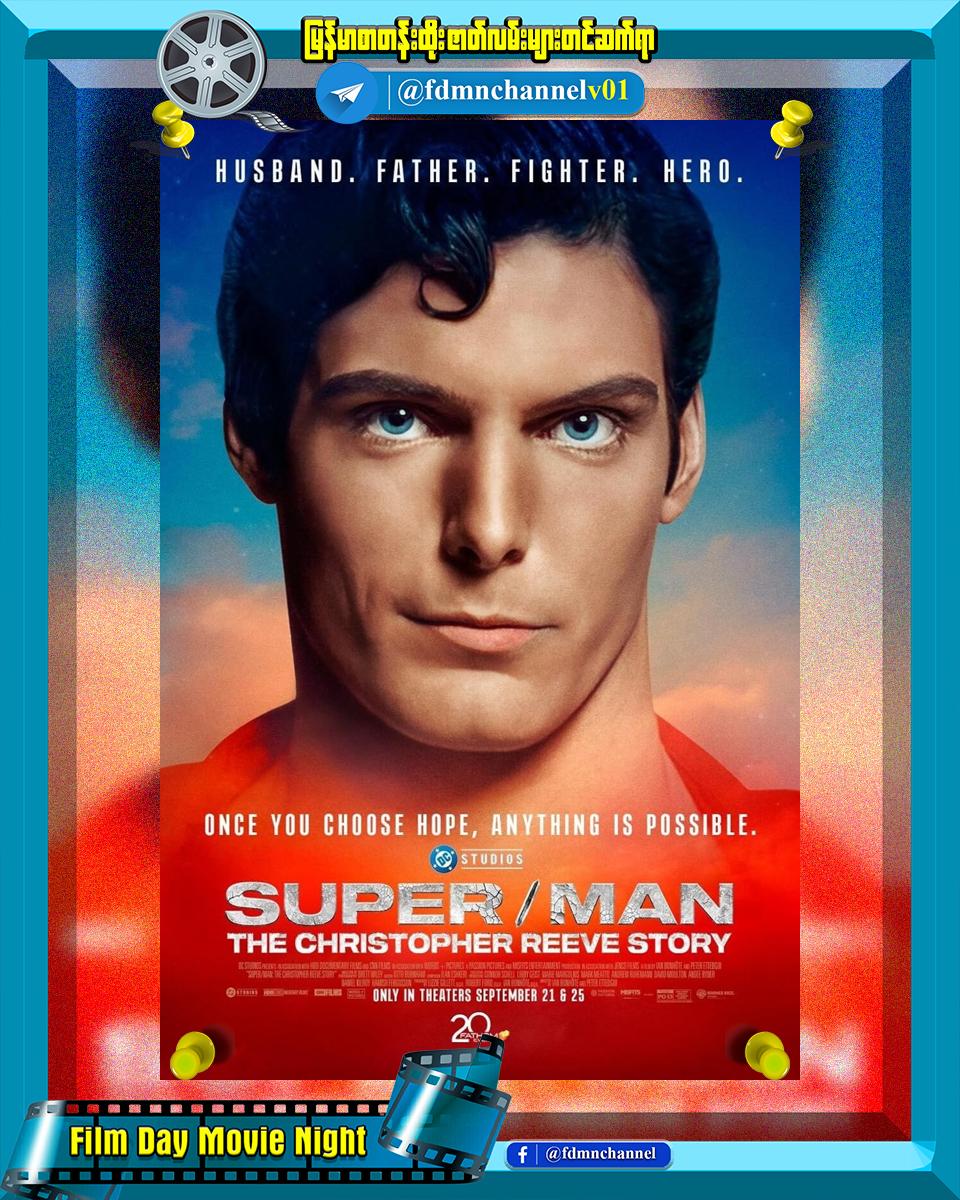 မြန်မာစာတန်းထိုးဇာတ်လမ်းများတင်ဆက်ရာ
@fdmnchannelv01
HUSBAND. FATHER. FIGHTER. HERO.
ONCE YOU CHOOSE HOPE, ANYTHING IS POSSIBLE.
DC STUDIOS
SUPER/MAN
THE CHRISTOPHER REEVE STORY
ONLY IN THEATERS SEPTEMBER 21 & 25
20
Film Day Movie Night
f @fdmnchannel